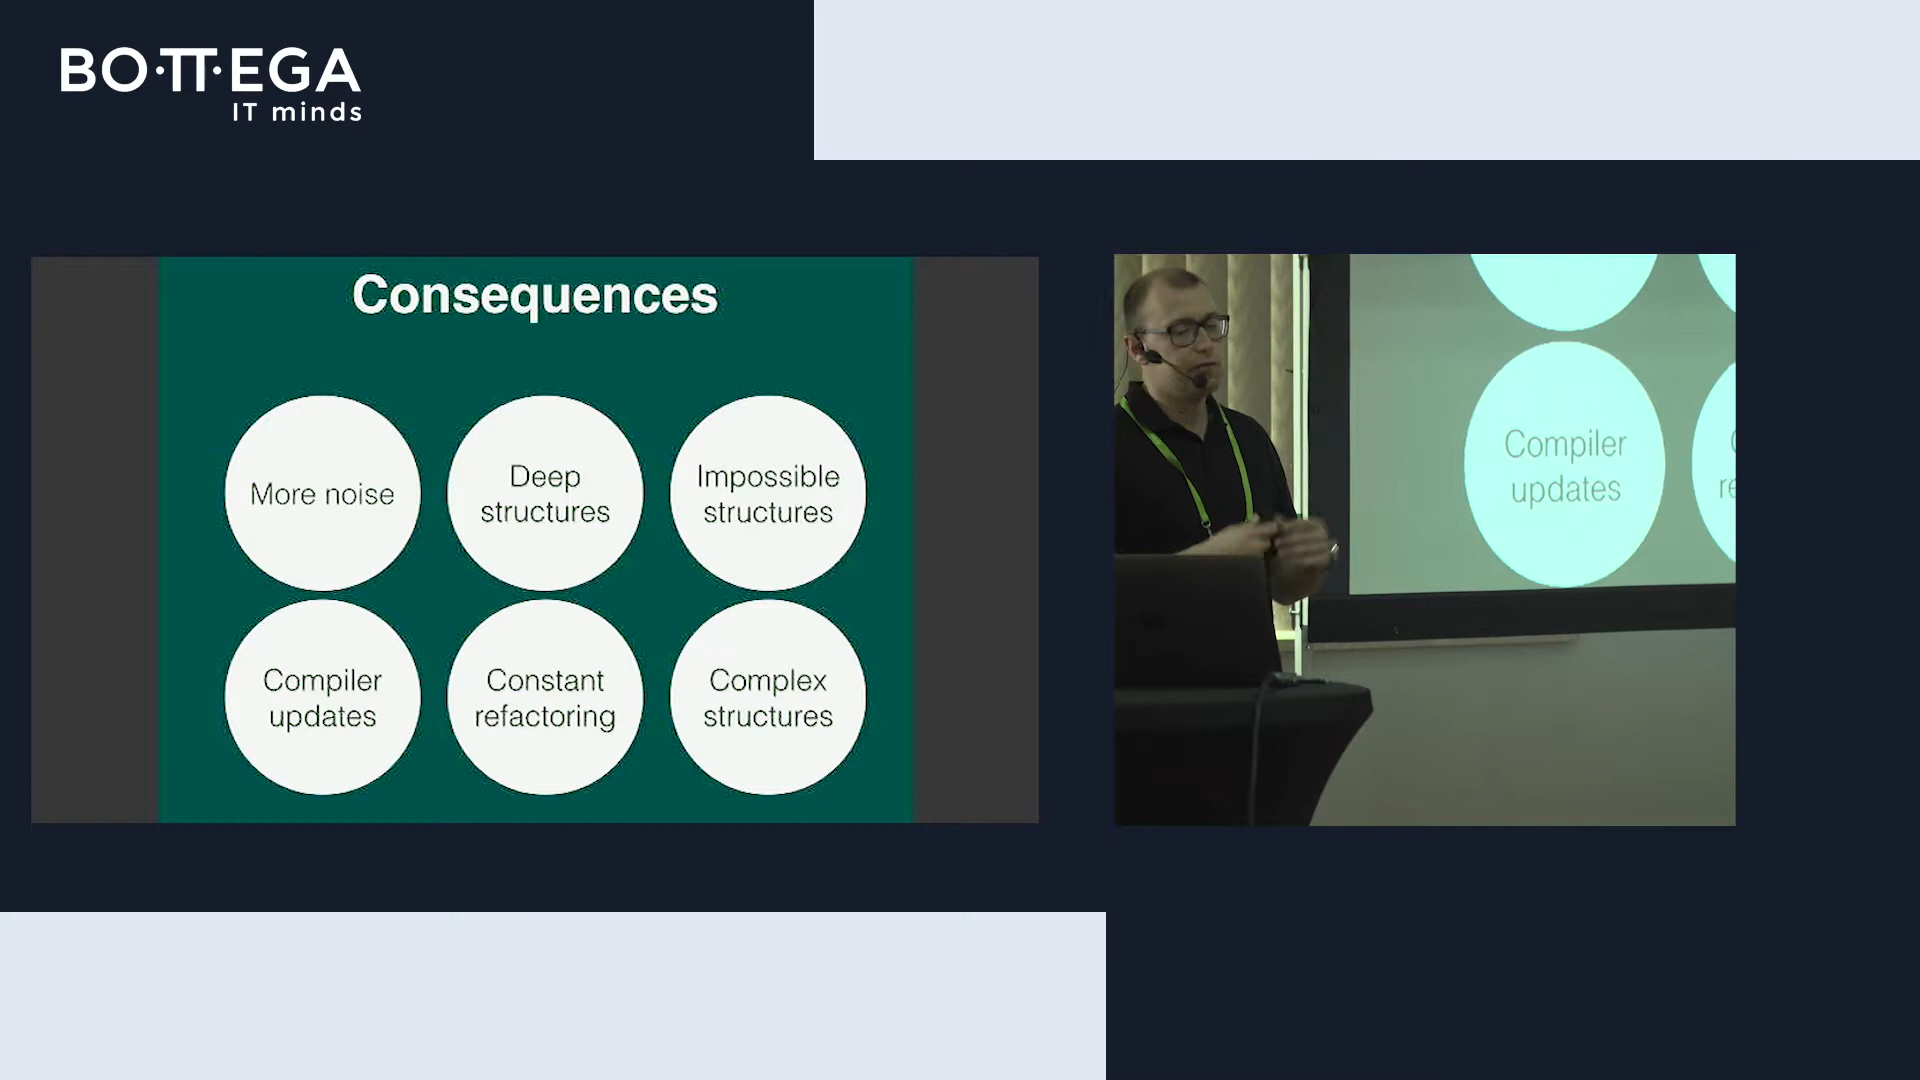 BO·TT·EGA
IT minds
Consequences
More noise
Deep
structures
Impossible
structures
Compiler
updates
Constant
refactoring
Complex
structures
Compiler
updates
re